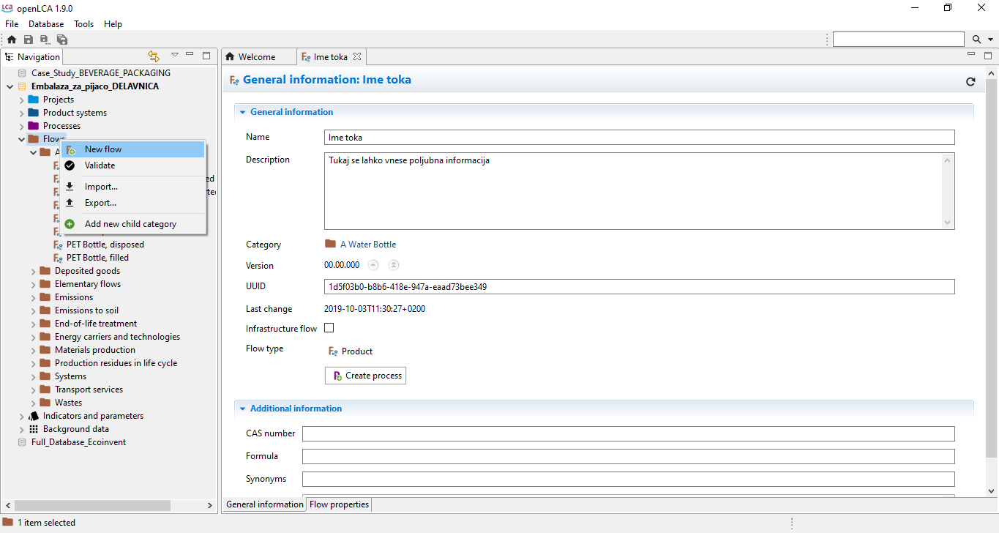 LCA openLCA 1.9.0
File Database Tools Help
Navigation
Welcome
Ime toka
Case_Study_BEVERAGE_PACKAGING
Embalaza_za_pijaco_DELAVNICA
Projects
Product systems
Processes
Flows
A
New flow
Validate
Import...
Export...
Add new child category
PET Bottle, disposed
PET Bottle, filled
Deposited goods
Elementary flows
Emissions
Emissions to soil
End-of-life treatment
Energy carriers and technologies
Materials production
Production residues in life cycle
Systems
Transport services
Wastes
Indicators and parameters
Background data
Full_Database_Ecoinvent
General information: Ime toka
General information
Name Ime toka
Description Tukaj se lahko vnese poljubna informacija
Category A Water Bottle
Version 00.00.000
UUID 1d5f03b0-b8b6-418e-947a-eaad73bee349
Last change 2019-10-03T11:30:27+0200
Infrastructure flow
Flow type Product
Create process
Additional information
CAS number
Formula
Synonyms
General information Flow properties
1 item selected